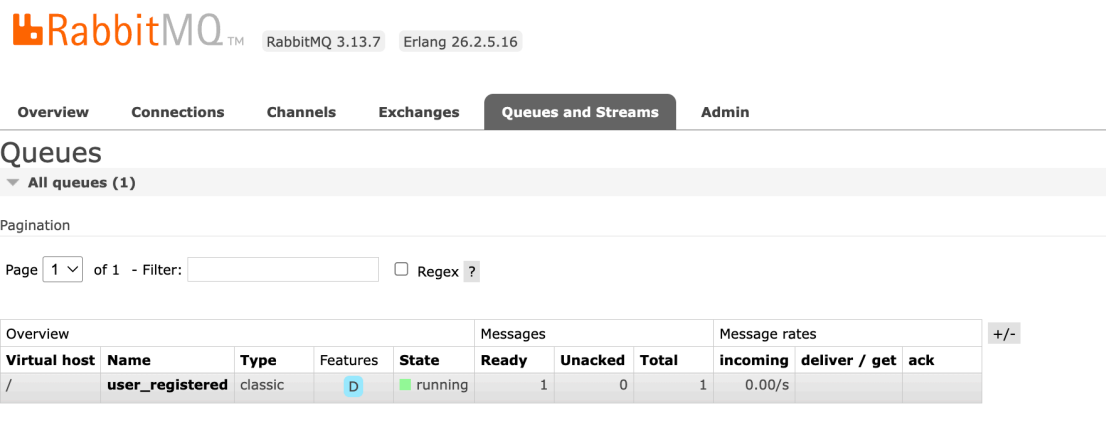 RabbitMQ TM RabbitMQ 3.13.7 Erlang 26.2.5.16
Overview Connections Channels Exchanges Queues and Streams Admin
Queues
All queues (1)
Pagination
Page 1 of 1 - Filter: Regex ?
Overview Messages Message rates +/-
Virtual host Name Type Features State Ready Unacked Total incoming deliver / get ack
/ user_registered classic D running 1 0 1 0.00/s